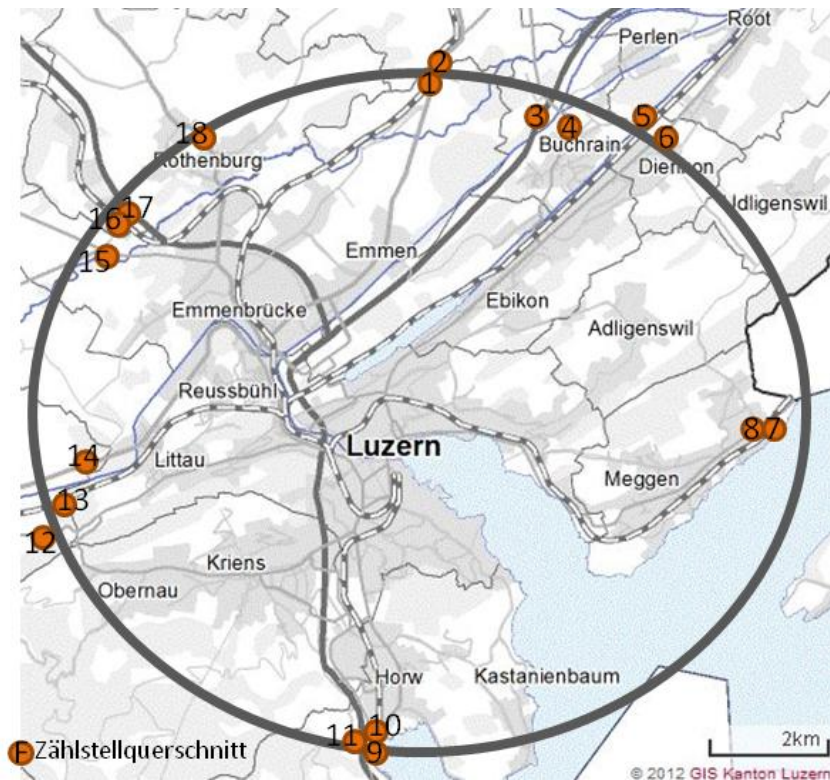 Root
Perlen
2
1
3
4
5
6
Buchrain
Dierikon
18
Rothenburg
Udligenswil
17
16
15
Emmen
Ebikon
Emmenbrücke
Adligenswil
Reussbühl
8 7
Luzern
14
Littau
Meggen
13
12
Kriens
Obernau
Horw
Kastanienbaum
10
11
9
Zählstellquerschnitt
2km
© 2012 GIS Kanton Luzern